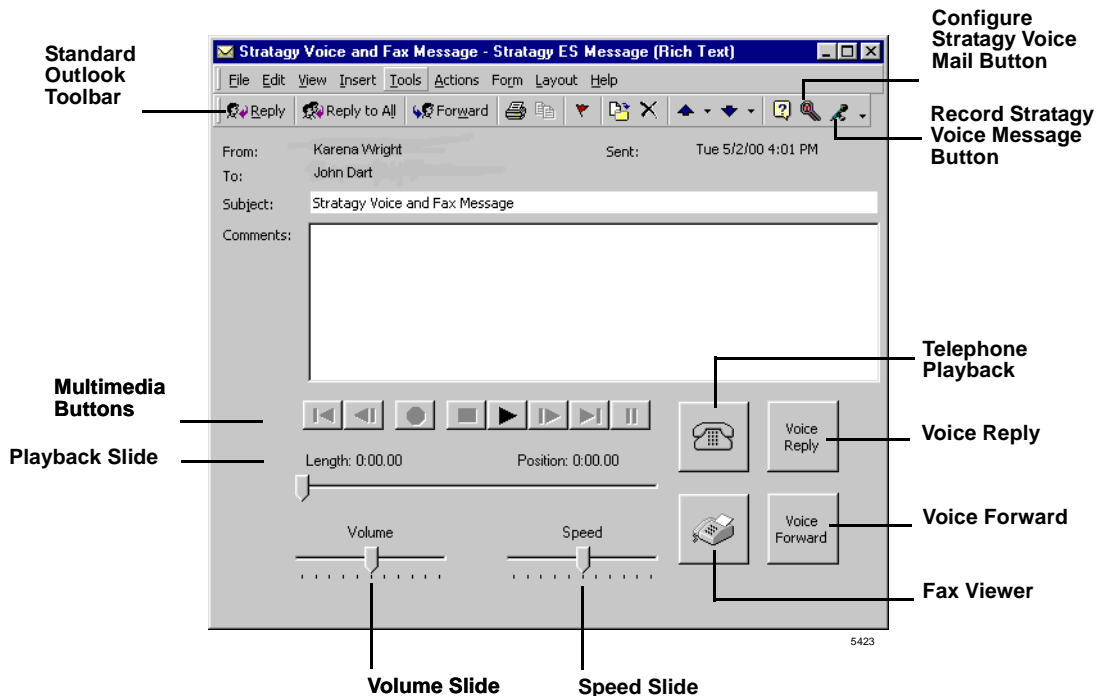 Configure
Stratagy Voice
Mail Button
Standard
Outlook
Toolbar
Stratagy Voice and Fax Message - Stratagy ES Message (Rich Text)
File Edit View Insert Tools Actions Form Layout Help
Reply Reply to All Forward
Record Stratagy
Voice Message
Button
From: Karena Wright Sent: Tue 5/2/00 4:01 PM
To: John Dart
Subject: Stratagy Voice and Fax Message
Comments:
Telephone
Playback
Multimedia
Buttons
Voice
Reply
Voice Reply
Playback Slide
Length: 0:00.00 Position: 0:00.00
Volume Speed
Voice
Forward
Voice Forward
Fax Viewer
5423
Volume Slide Speed Slide